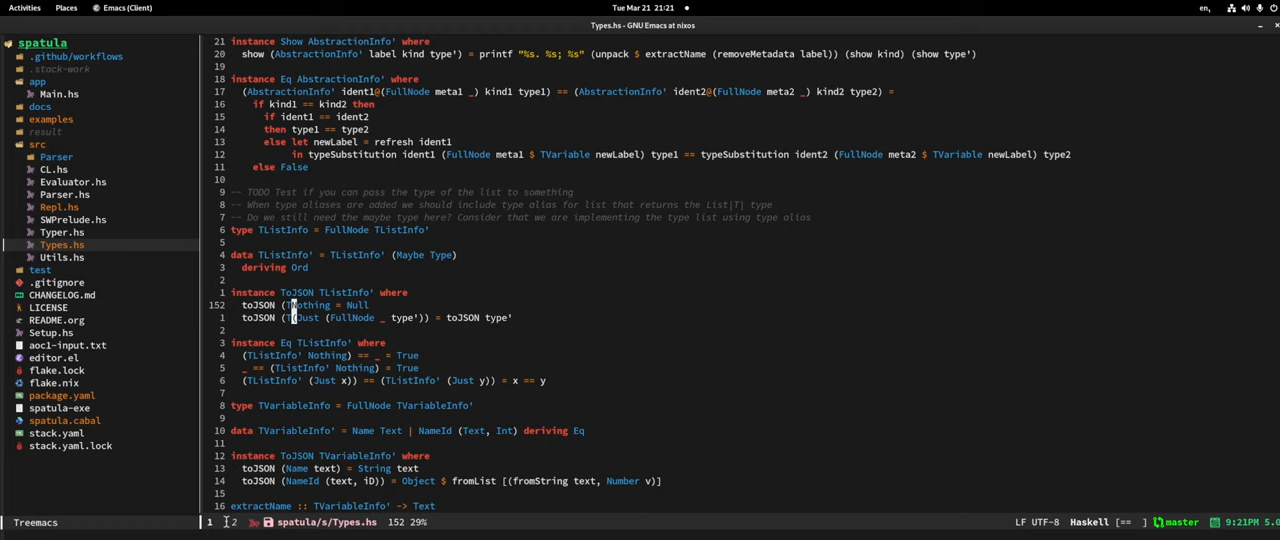 Activities Places Emacs (Client) Tue Mar 21 21:21 en,
Types.hs - GNU Emacs at nixos
spatula
.github/workflows
.stack-work
app
Main.hs
docs
examples
result
src
Parser
CL.hs
Evaluator.hs
Parser.hs
Repl.hs
SWPrelude.hs
Typer.hs
Types.hs
Utils.hs
test
.gitignore
CHANGELOG.md
LICENSE
README.org
Setup.hs
aoc1-input.txt
editor.el
flake.lock
flake.nix
package.yaml
spatula-exe
spatula.cabal
stack.yaml
stack.yaml.lock
21 instance Show AbstractionInfo' where
20 show (AbstractionInfo' label kind type') = printf "%s. %s; %s" (unpack $ extractName (removeMetadata label)) (show kind) (show type')
19
18 instance Eq AbstractionInfo' where
17 (AbstractionInfo' ident1@(FullNode meta1 _) kind1 type1) == (AbstractionInfo' ident2@(FullNode meta2 _) kind2 type2) =
16 if kind1 == kind2 then
15 if ident1 == ident2
14 then type1 == type2
13 else let newLabel = refresh ident1
12 in typeSubstitution ident1 (FullNode meta1 $ TVariable newLabel) type1 == typeSubstitution ident2 (FullNode meta2 $ TVariable newLabel) type2
11 else False
10
9 -- TODO Test if you can pass the type of the list to something
8 -- When type aliases are added we should include type alias for list that returns the List|T| type
7 -- Do we still need the maybe type here? Consider that we are implementing the type list using type alias
6 type TListInfo = FullNode TListInfo'
5
4 data TListInfo' = TListInfo' (Maybe Type)
3 deriving Ord
2
1 instance ToJSON TListInfo' where
152 toJSON (TNothing = Null
1 toJSON (T(Just (FullNode _ type')) = toJSON type'
2
3 instance Eq TListInfo' where
4 (TListInfo' Nothing) == _ = True
5 _ == (TListInfo' Nothing) = True
6 (TListInfo' (Just x)) == (TListInfo' (Just y)) = x == y
7
8 type TVariableInfo = FullNode TVariableInfo'
9
10 data TVariableInfo' = Name Text | NameId (Text, Int) deriving Eq
11
12 instance ToJSON TVariableInfo' where
13 toJSON (Name text) = String text
14 toJSON (NameId (text, iD)) = Object $ fromList [(fromString text, Number v)]
15
16 extractName :: TVariableInfo' -> Text
Treemacs 1 2 spatula/s/Types.hs 152 29% LF UTF-8 Haskell [== ] master 9:21PM 5.0